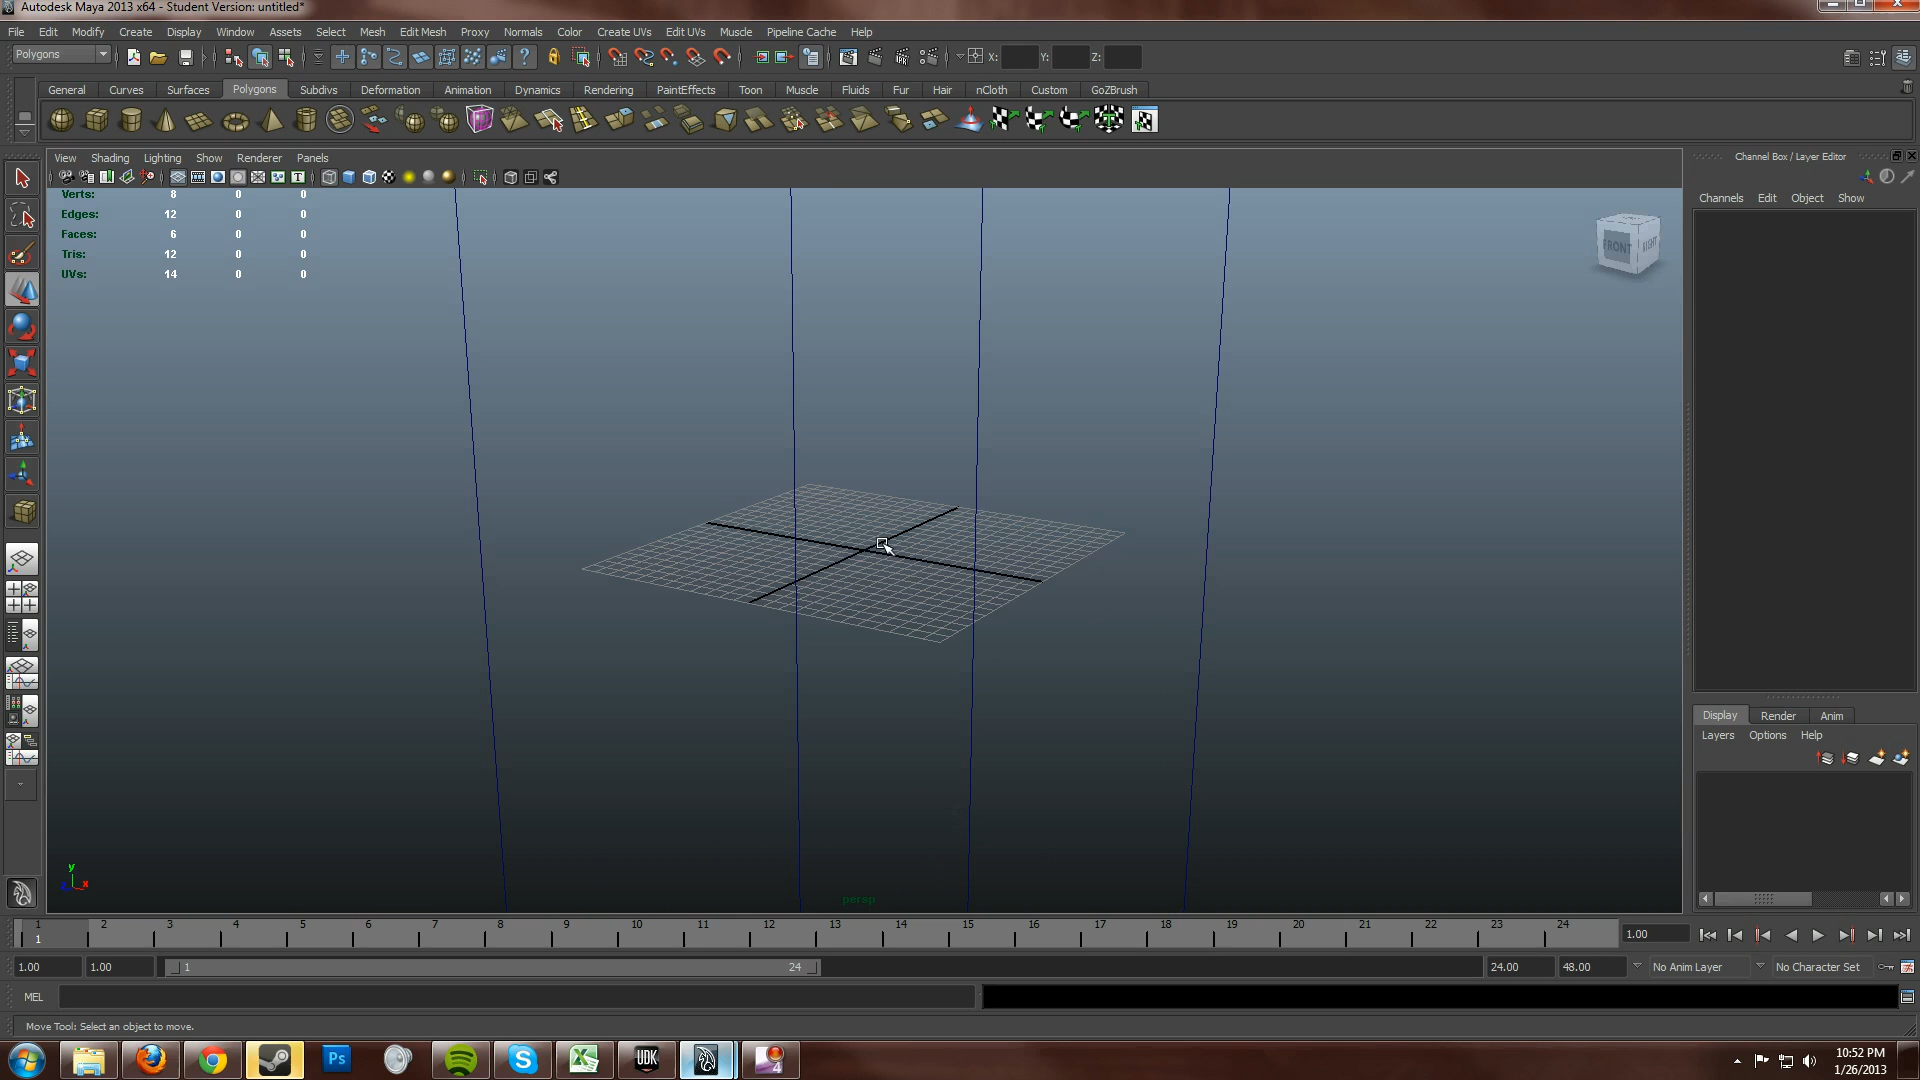 Autodesk Maya 2013 x64 - Student Version: untitled*
File Edit Modify Create Display Window Assets Select Mesh Edit Mesh Proxy Normals Color Create UVs Edit UVs Muscle Pipeline Cache Help
Polygons X: Y: Z:
General Curves Surfaces Polygons Subdivs Deformation Animation Dynamics Rendering PaintEffects Toon Muscle Fluids Fur Hair nCloth Custom GoZBrush
View Shading Lighting Show Renderer Panels
Channel Box / Layer Editor
Channels Edit Object Show
Verts: 8 0 0
Edges: 12 0 0
Faces: 6 0 0
Tris: 12 0 0
UVs: 14 0 0
FRONT RIGHT
Display Render Anim
Layers Options Help
y
z x
persp
1 2 3 4 5 6 7 8 9 10 11 12 13 14 15 16 17 18 19 20 21 22 23 24
1
1.00
1.00 1.00 1 24 24.00 48.00 No Anim Layer No Character Set
MEL
Move Tool: Select an object to move.
Ps S UDK 4
10:52 PM
1/26/2013